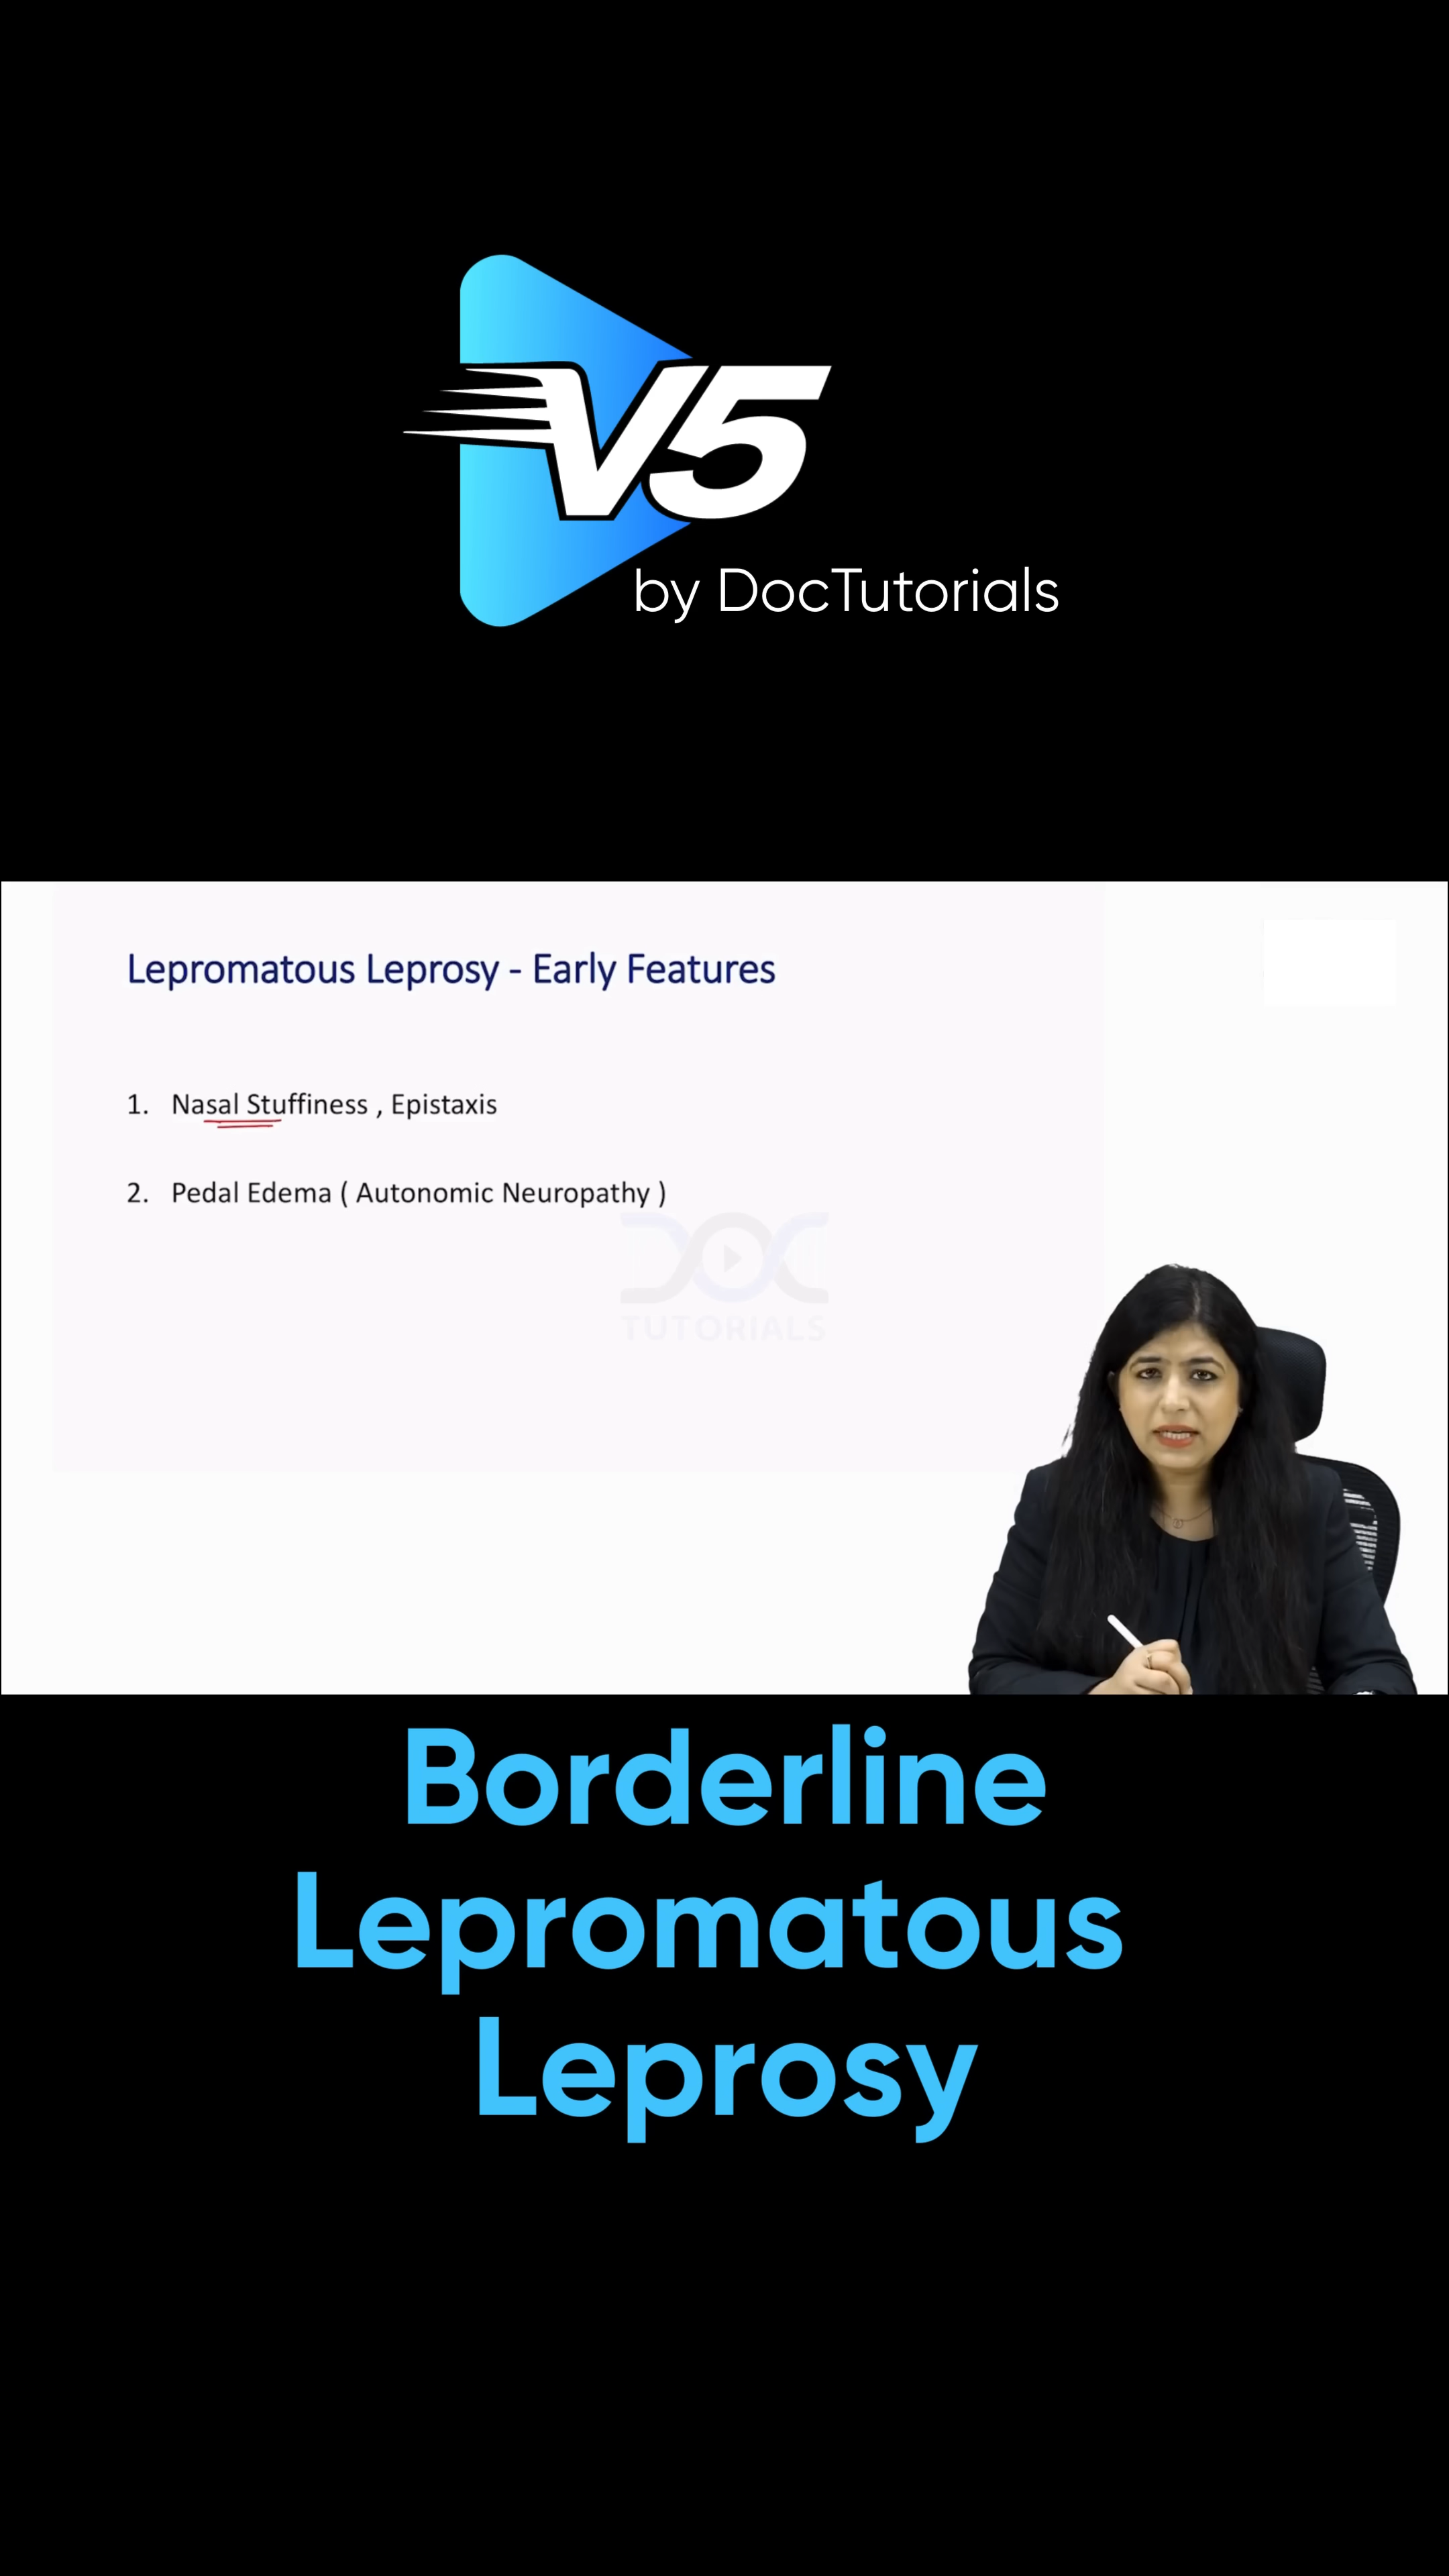 V5
by DocTutorials
Lepromatous Leprosy - Early Features
1. Nasal Stuffiness , Epistaxis
2. Pedal Edema ( Autonomic Neuropathy )
DOC
TUTORIALS
Borderline
Lepromatous
Leprosy